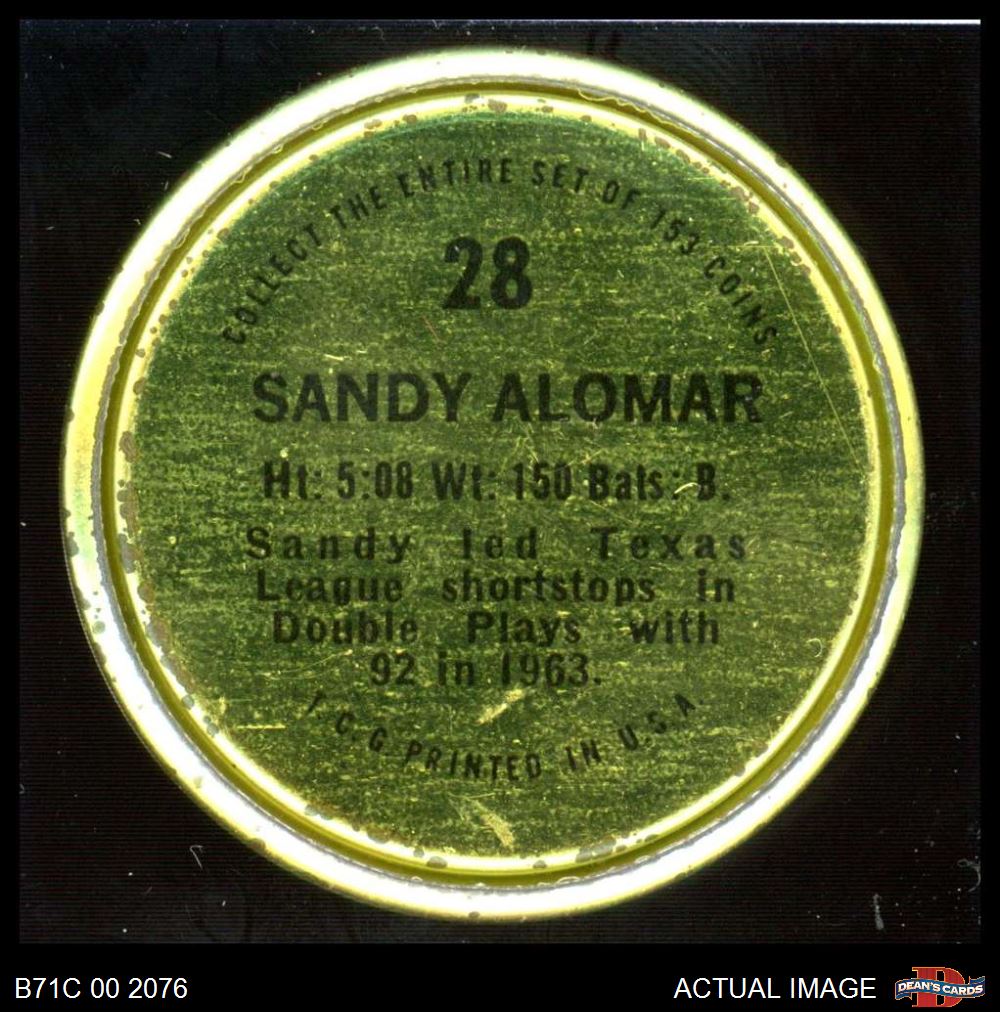 COLLECT THE ENTIRE SET OF 153 COINS
28
SANDY ALOMAR
Ht: 5:08 Wt: 150 Bats: B.
Sandy led Texas
League shortstops in
Double Plays with
92 in 1963.
T. C. G. PRINTED IN U.S.A.
B71C 00 2076
ACTUAL IMAGE
DEAN'S CARDS